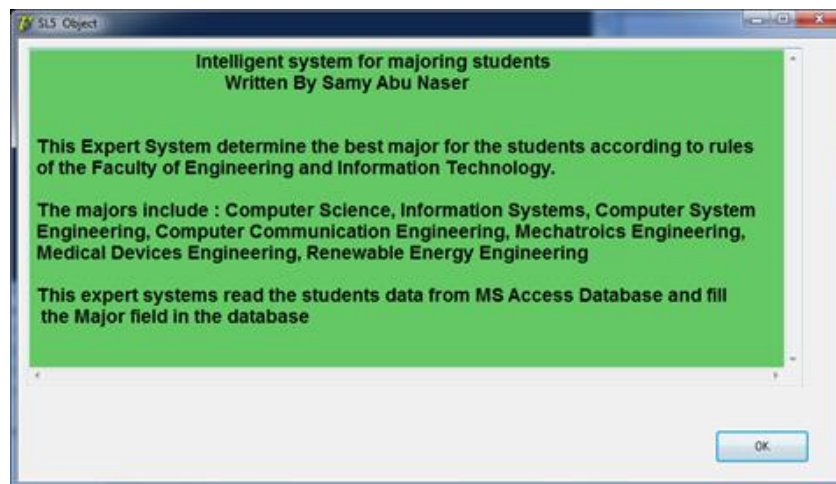 SL5 Object
Intelligent system for majoring students
Written By Samy Abu Naser
This Expert System determine the best major for the students according to rules
of the Faculty of Engineering and Information Technology.
The majors include : Computer Science, Information Systems, Computer System
Engineering, Computer Communication Engineering, Mechatroics Engineering,
Medical Devices Engineering, Renewable Energy Engineering
This expert systems read the students data from MS Access Database and fill
the Major field in the database
OK